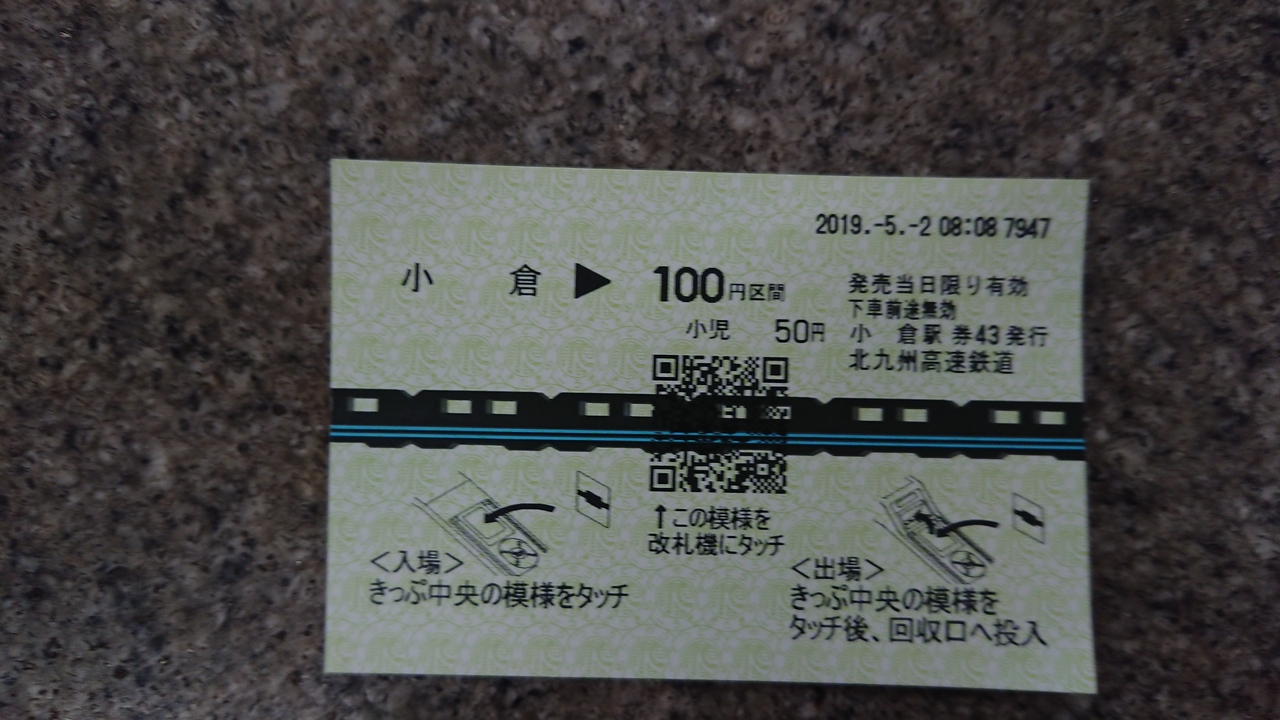 2019.-5.-2 08:08 7947
小 倉 ▶ 100円区間
小児 50円
発売当日限り有効
下車前途無効
小 倉駅 券43発行
北九州高速鉄道
↑この模様を
改札機にタッチ
<入場>
きっぷ中央の模様をタッチ
<出場>
きっぷ中央の模様を
タッチ後、回収口へ投入